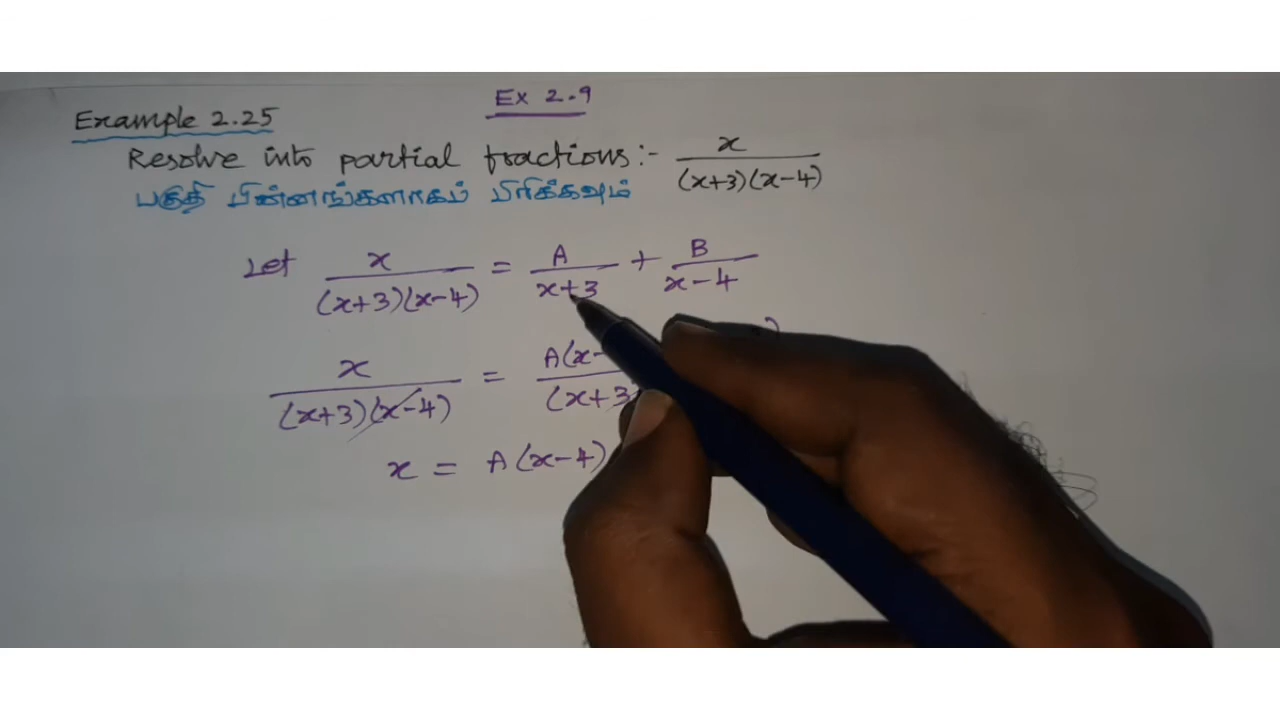 Ex 2.9
Example 2.25
Resolve into partial fractions:- x/((x+3)(x-4))
பகுதி பின்னங்களாகப் பிரிக்கவும்
Let x/((x+3)(x-4)) = A/(x+3) + B/(x-4)
x/((x+3)(x-4)) = A(x-/(x+3
x = A(x-4)